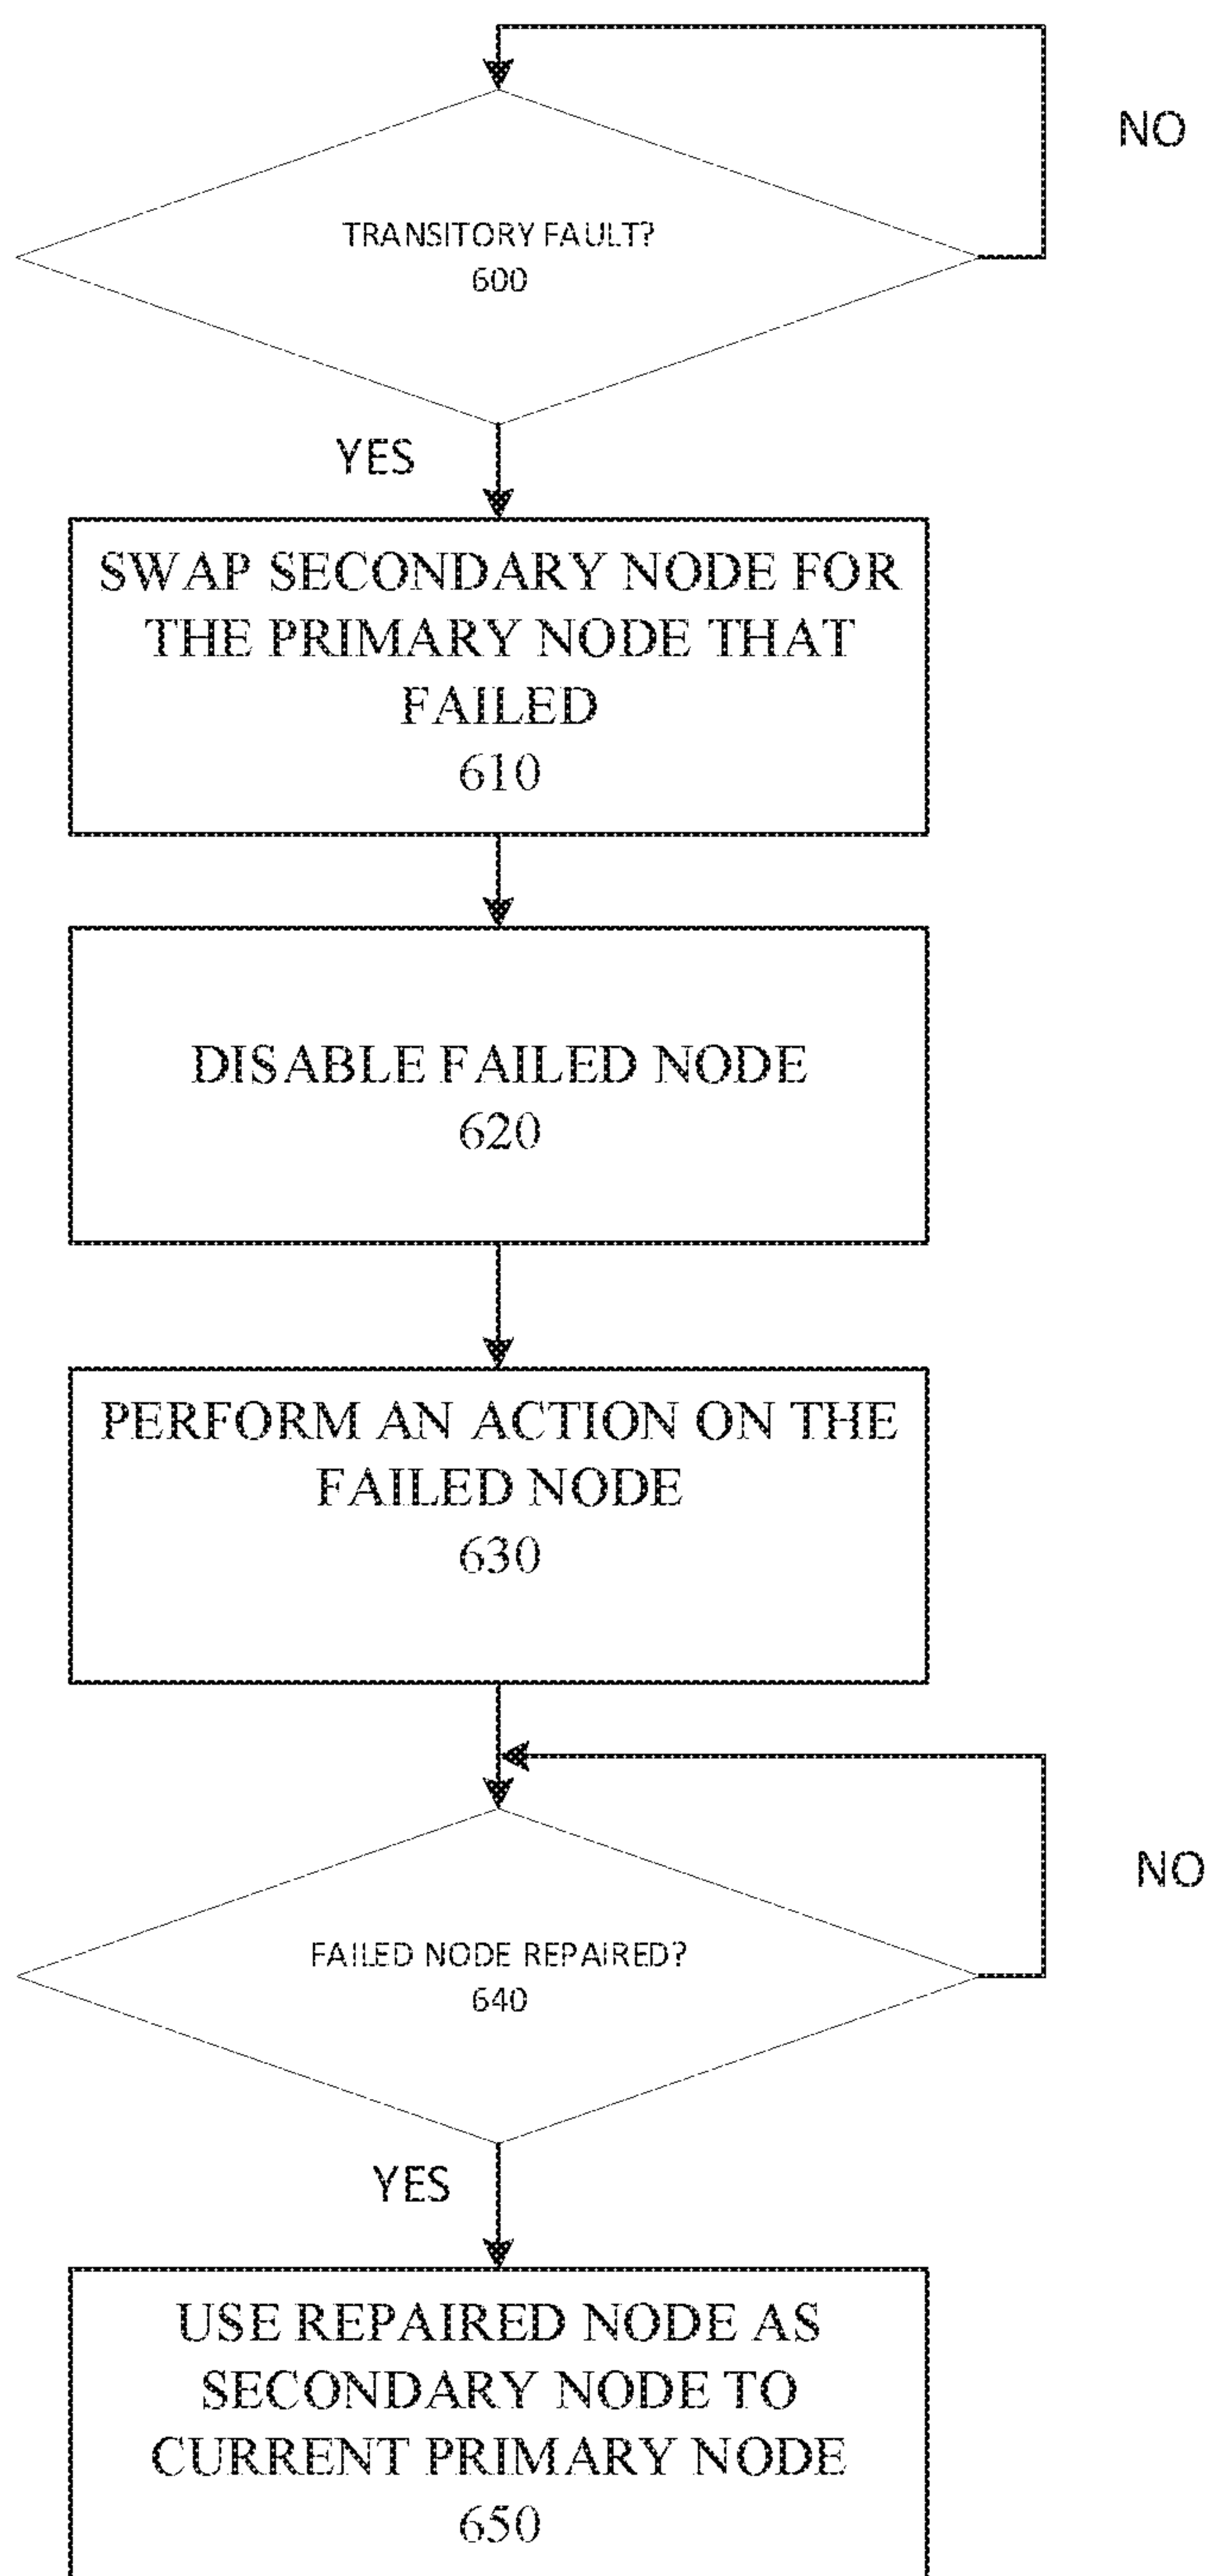 NO
TRANSITORY FAULT?
600
YES
SWAP SECONDARY NODE FOR
THE PRIMARY NODE THAT
FAILED
610
DISABLE FAILED NODE
620
PERFORM AN ACTION ON THE
FAILED NODE
630
NO
FAILED NODE REPAIRED?
640
YES
USE REPAIRED NODE AS
SECONDARY NODE TO
CURRENT PRIMARY NODE
650